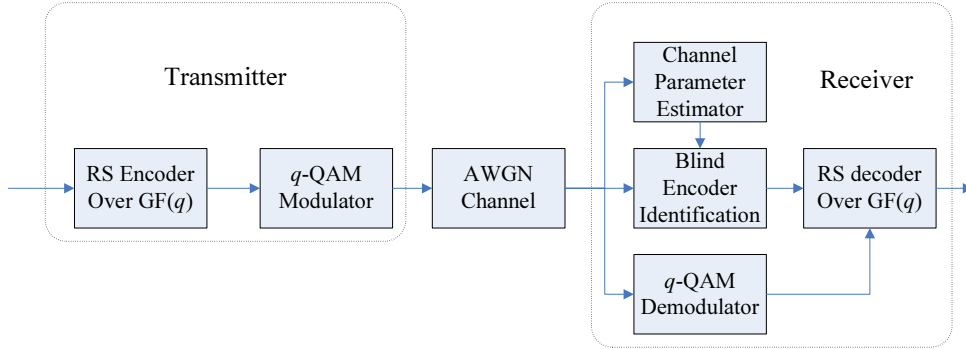 Transmitter
RS Encoder
Over GF(q)
q-QAM
Modulator
AWGN
Channel
Receiver
Channel
Parameter
Estimator
Blind
Encoder
Identification
RS decoder
Over GF(q)
q-QAM
Demodulator